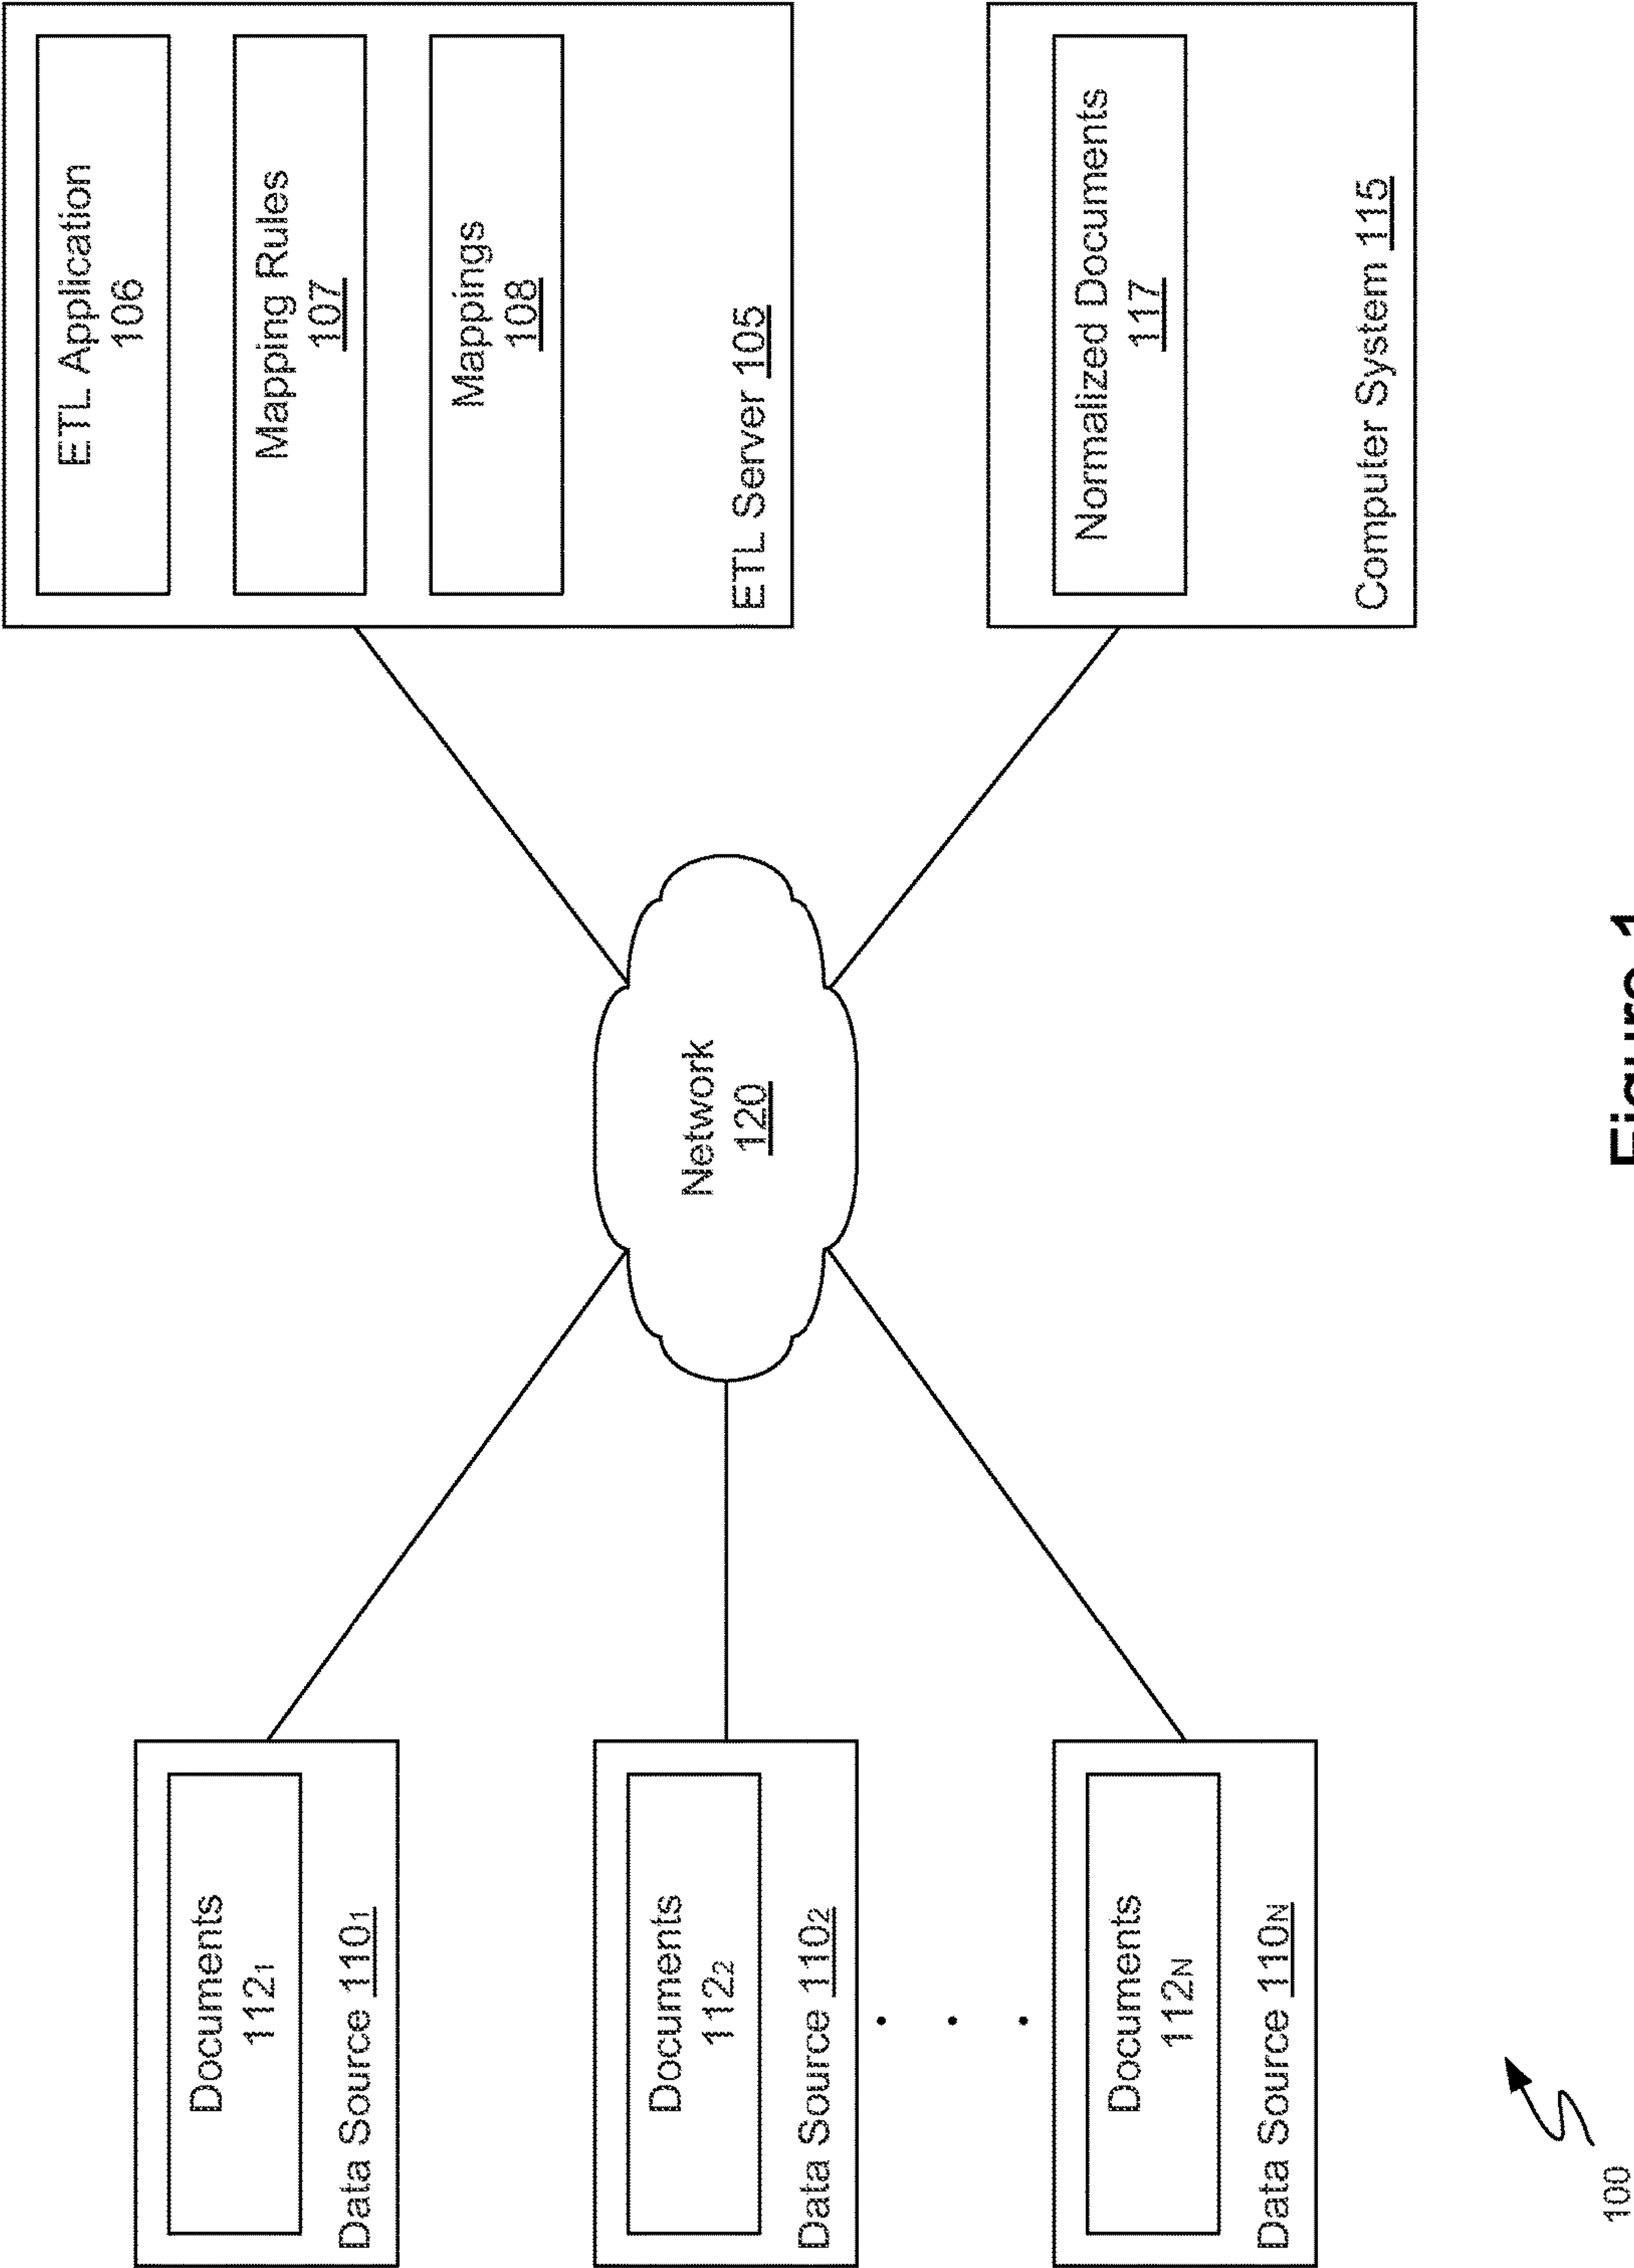 Documents
112₁
Data Source 110₁
Documents
112₂
Data Source 110₂
. . .
Documents
112N
Data Source 110N
Network
120
ETL Application
106
Mapping Rules
107
Mappings
108
ETL Server 105
Normalized Documents
117
Computer System 115
100
Figure 1